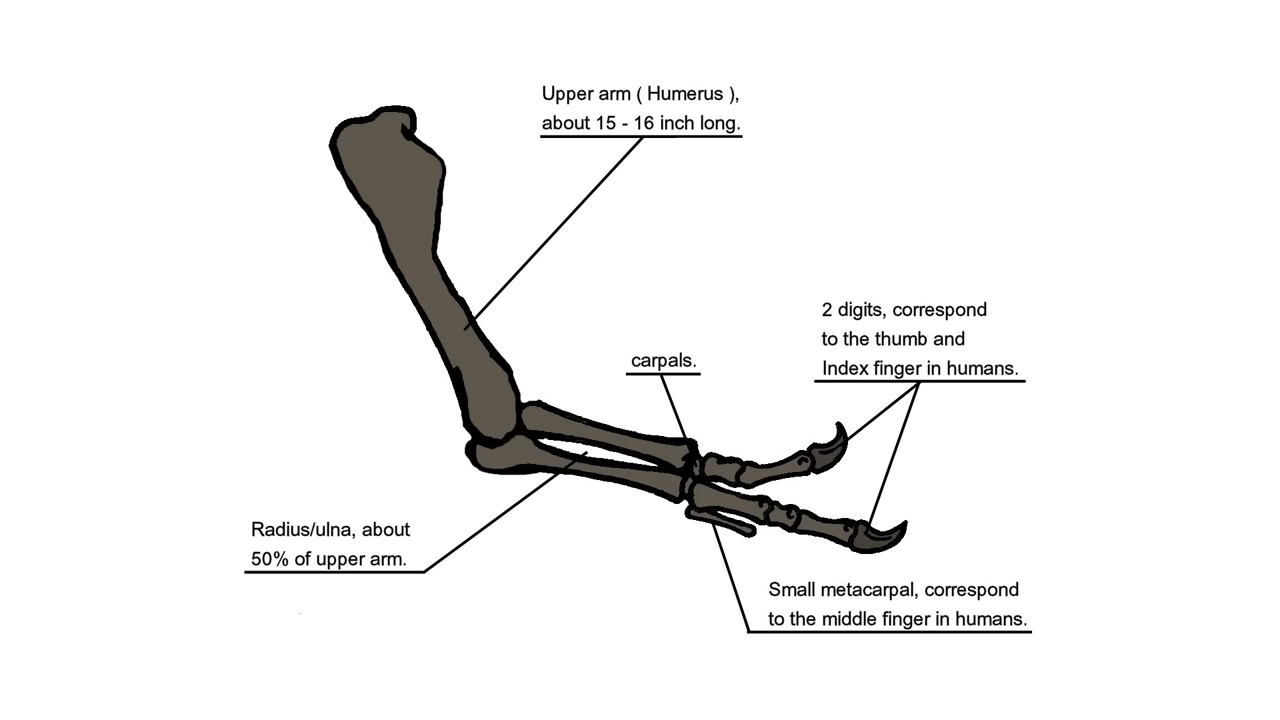 Upper arm ( Humerus ),
about 15 - 16 inch long.
2 digits, correspond
to the thumb and
Index finger in humans.
carpals.
Radius/ulna, about
50% of upper arm.
Small metacarpal, correspond
to the middle finger in humans.